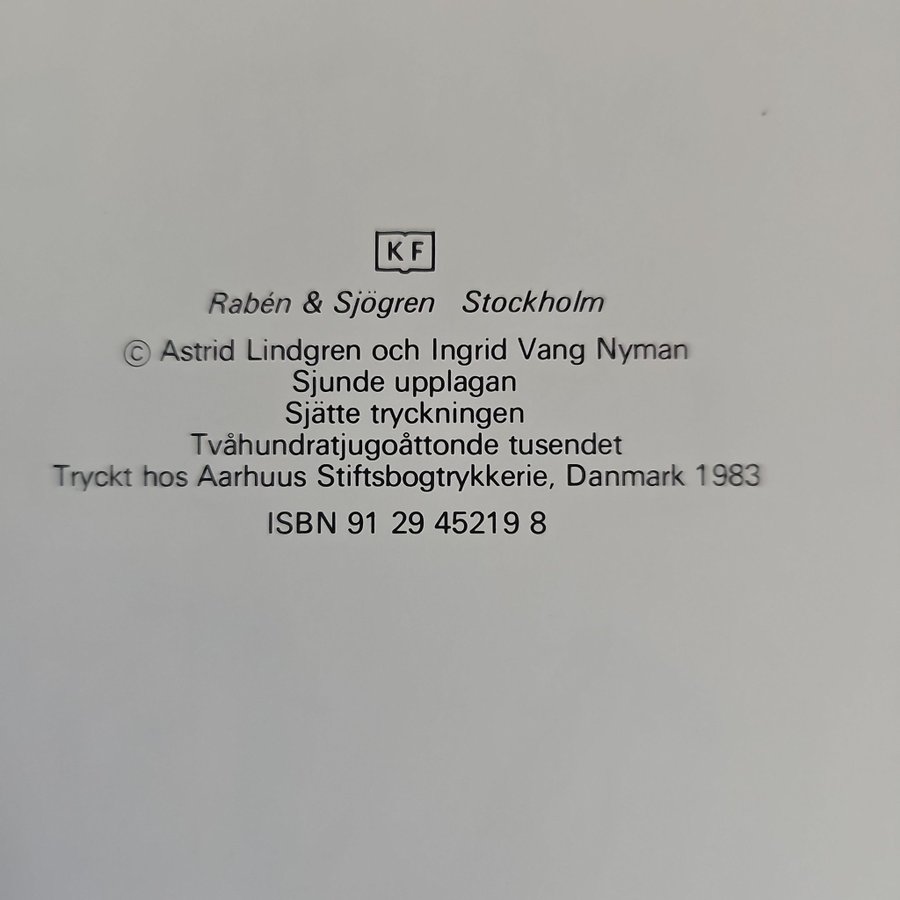 KF
Rabén & Sjögren Stockholm
© Astrid Lindgren och Ingrid Vang Nyman
Sjunde upplagan
Sjätte tryckningen
Tvåhundratjugoåttonde tusendet
Tryckt hos Aarhuus Stiftsbogtrykkerie, Danmark 1983
ISBN 91 29 45219 8